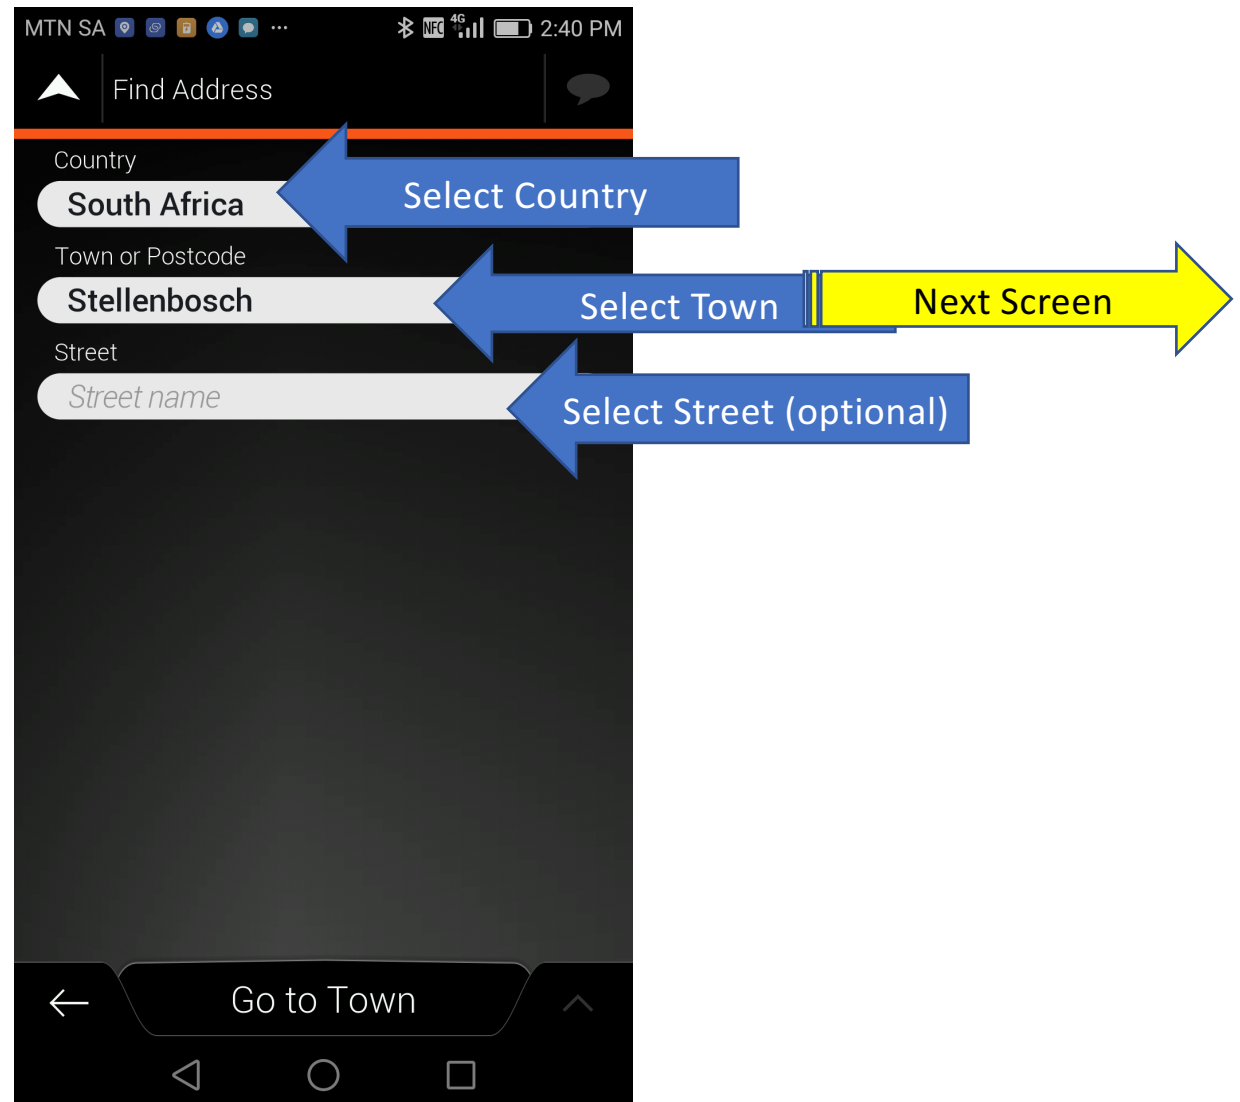 MTN SA ... NFC 4G 2:40 PM
Find Address
Country
South Africa
Select Country
Town or Postcode
Stellenbosch
Select Town
Next Screen
Street
Street name
Select Street (optional)
Go to Town